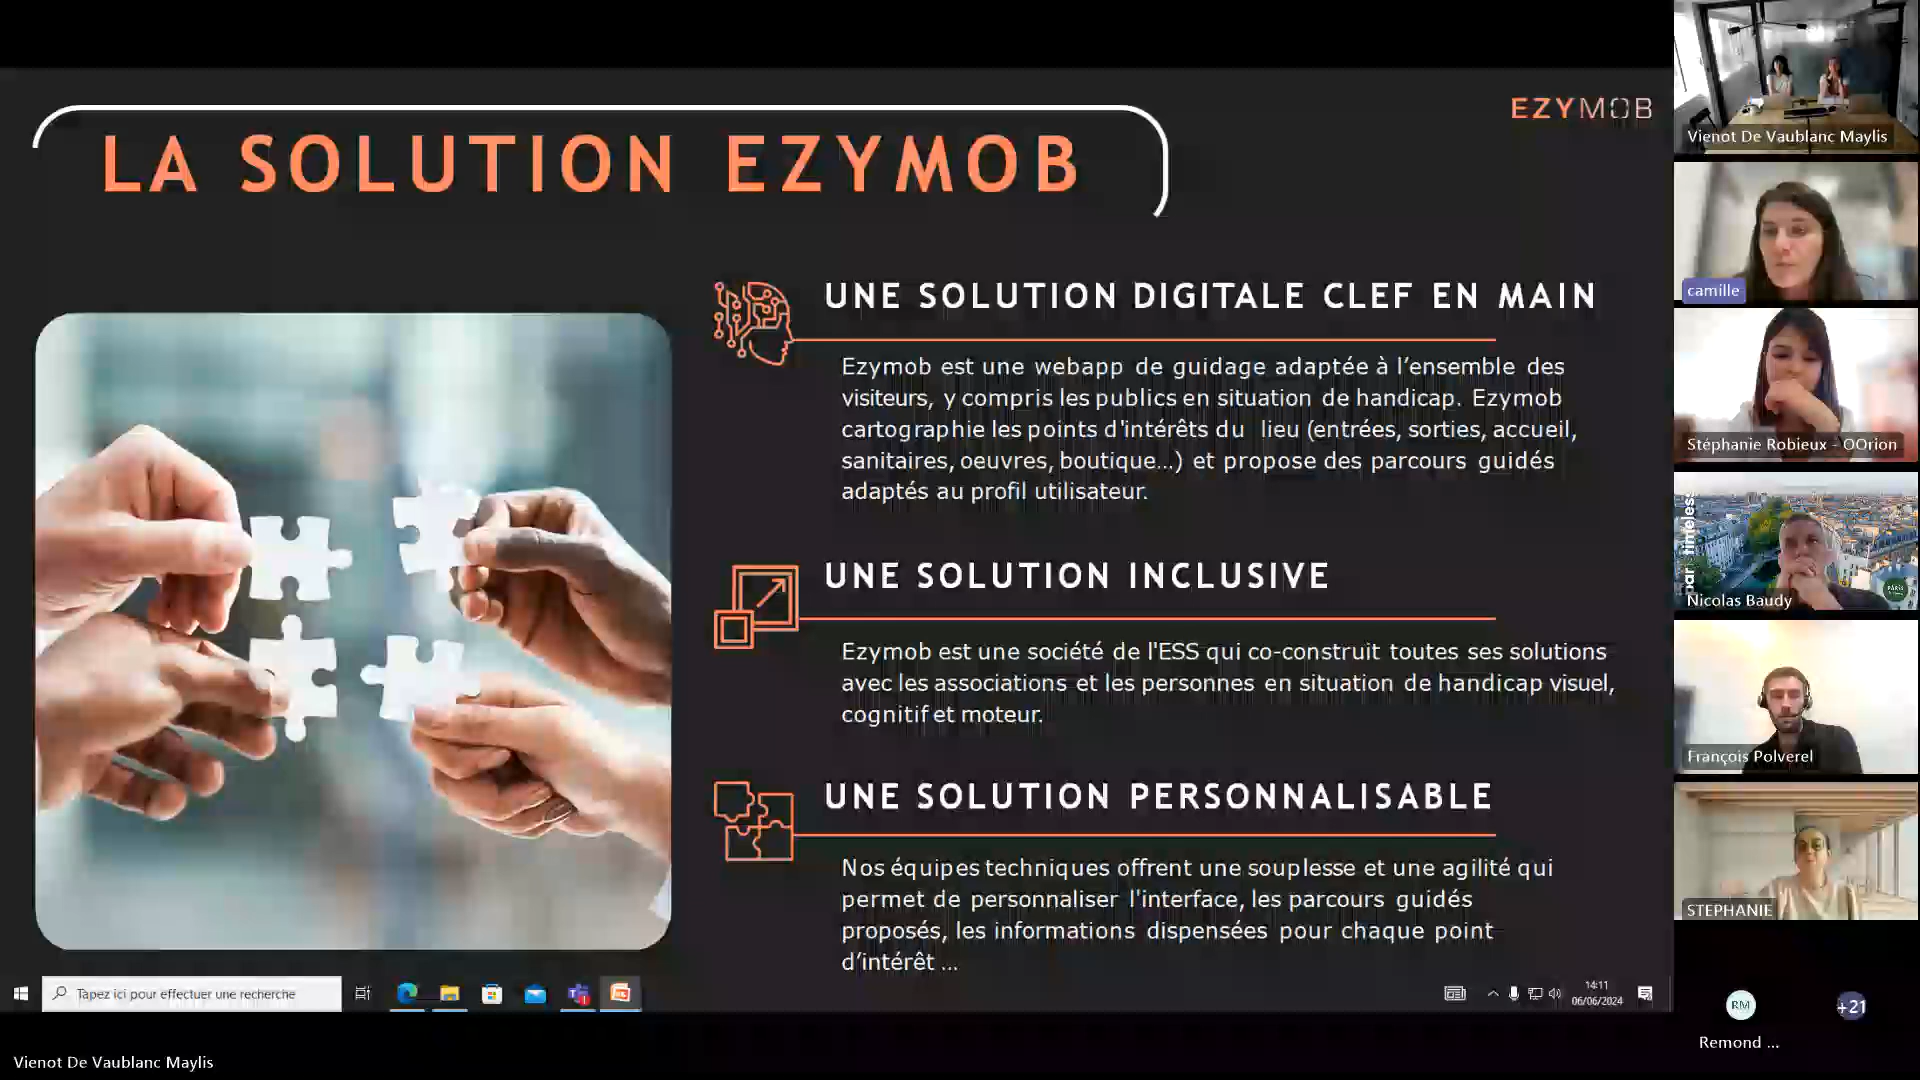 LA SOLUTION EZYMOB
EZYMOB
UNE SOLUTION DIGITALE CLEF EN MAIN
Ezymob est une webapp de guidage adaptée à l’ensemble des
visiteurs, y compris les publics en situation de handicap. Ezymob
cartographie les points d'intérêts du lieu (entrées, sorties, accueil,
sanitaires, oeuvres, boutique...) et propose des parcours guidés
adaptés au profil utilisateur.
UNE SOLUTION INCLUSIVE
Ezymob est une société de l'ESS qui co-construit toutes ses solutions
avec les associations et les personnes en situation de handicap visuel,
cognitif et moteur.
UNE SOLUTION PERSONNALISABLE
Nos équipes techniques offrent une souplesse et une agilité qui
permet de personnaliser l'interface, les parcours guidés
proposés, les informations dispensées pour chaque point
d’intérêt ...
Tapez ici pour effectuer une recherche
14:11
06/06/2024
Vienot De Vaublanc Maylis
Vienot De Vaublanc Maylis
camille
Stéphanie Robieux - OOrion
timeless
Nicolas Baudy
François Polverel
STEPHANIE
RM
+21
Remond ...